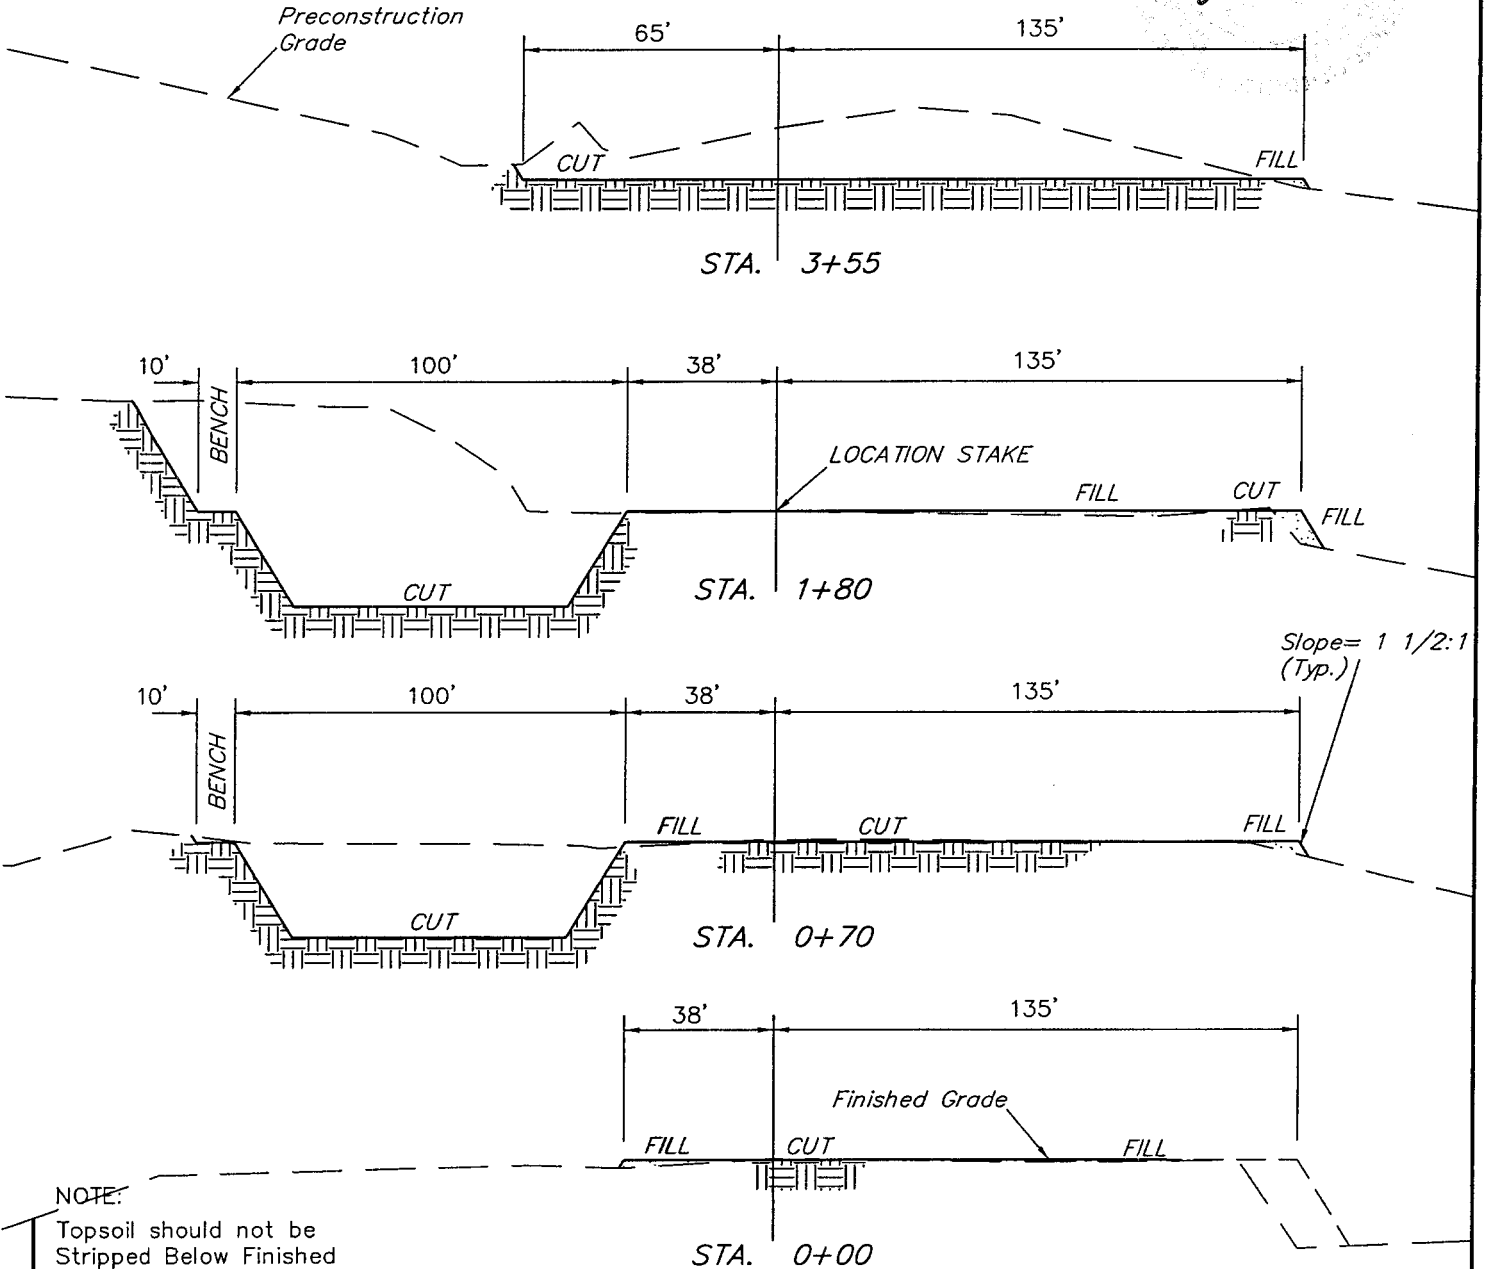 Preconstruction
Grade
65'
135'
CUT
FILL
STA. 3+55
10'
100'
38'
135'
BENCH
LOCATION STAKE
FILL
CUT
FILL
CUT
STA. 1+80
Slope= 1 1/2:1
(Typ.)
10'
100'
38'
135'
BENCH
FILL
CUT
FILL
CUT
STA. 0+70
38'
135'
Finished Grade
FILL
CUT
FILL
NOTE:
Topsoil should not be
Stripped Below Finished
STA. 0+00